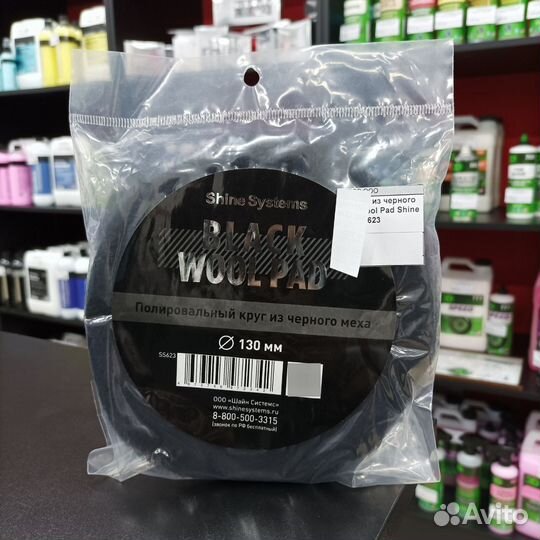 Shine Systems
BLACK
WOOL PAD
Полировальный круг из черного меха
Ø 130 мм
SS623
ООО «Шайн Системс»
www.shinesystems.ru
8-800-500-3315
(звонок по РФ бесплатный)
из черного
ool Pad Shine
623
SPEED
Avito